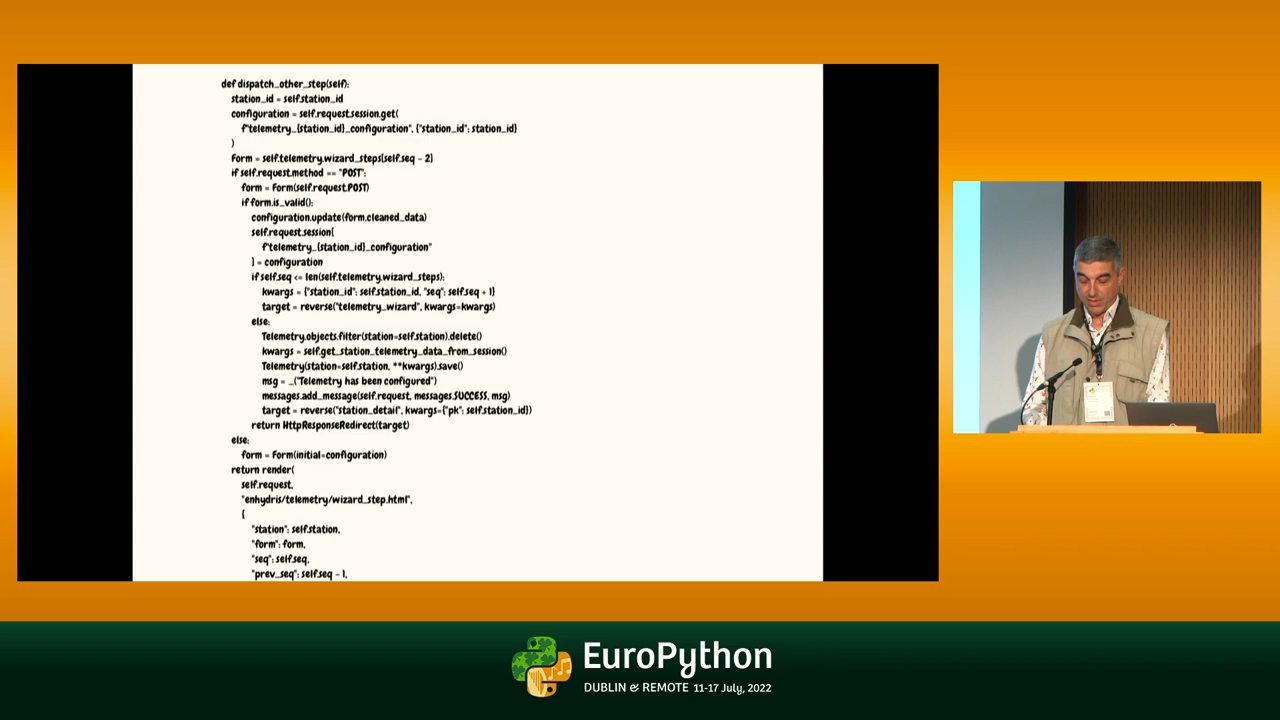 def dispatch_other_step(self):
station_id = self.station_id
configuration = self.request.session.get(
f"telemetry_{station_id}_configuration", {"station_id": station_id}
)
Form = self.telemetry.wizard_steps[self.seq - 2]
if self.request.method == "POST":
form = Form(self.request.POST)
if form.is_valid():
configuration.update(form.cleaned_data)
self.request.session[
f"telemetry_{station_id}_configuration"
] = configuration
if self.seq <= len(self.telemetry.wizard_steps):
kwargs = {"station_id": self.station_id, "seq": self.seq + 1}
target = reverse("telemetry_wizard", kwargs=kwargs)
else:
Telemetry.objects.filter(station=self.station).delete()
kwargs = self.get_station_telemetry_data_from_session()
Telemetry(station=self.station, **kwargs).save()
msg = _("Telemetry has been configured")
messages.add_message(self.request, messages.SUCCESS, msg)
target = reverse("station_detail", kwargs={"pk": self.station_id})
return HttpResponseRedirect(target)
else:
form = Form(initial=configuration)
return render(
self.request,
"enhydris/telemetry/wizard_step.html",
{
"station": self.station,
"form": form,
"seq": self.seq,
"prev_seq": self.seq - 1,
EuroPython
DUBLIN & REMOTE 11-17 July, 2022